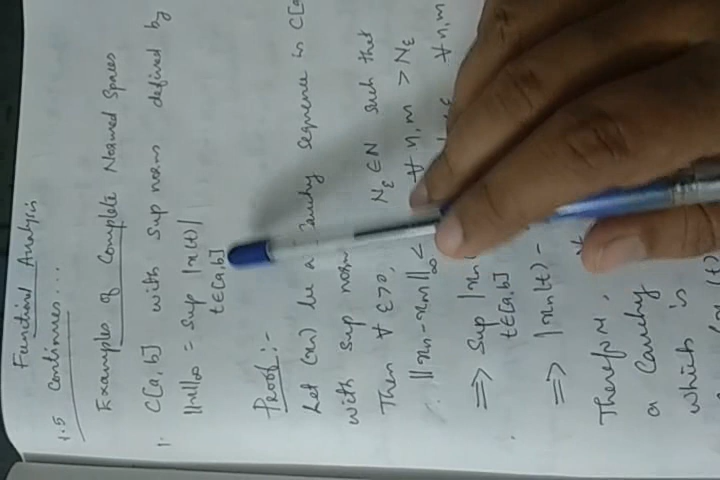 Functional Analysis
1.5 continues...
Examples of Complete Normed Spaces
1. C[a,b] with sup norm defined by
||x||∞ = sup |x(t)|
t∈[a,b]
Proof:-
Let (xn) be a Cauchy sequence in C[a
with sup norm
Then ∀ ε>0, Nε ∈ N such that
||xn - xm||∞ < ∀ n,m > Nε
=> Sup |xn ∀ n,m
t∈[a,b]
=> |xn(t) -
Therefore,
a Cauchy
which is